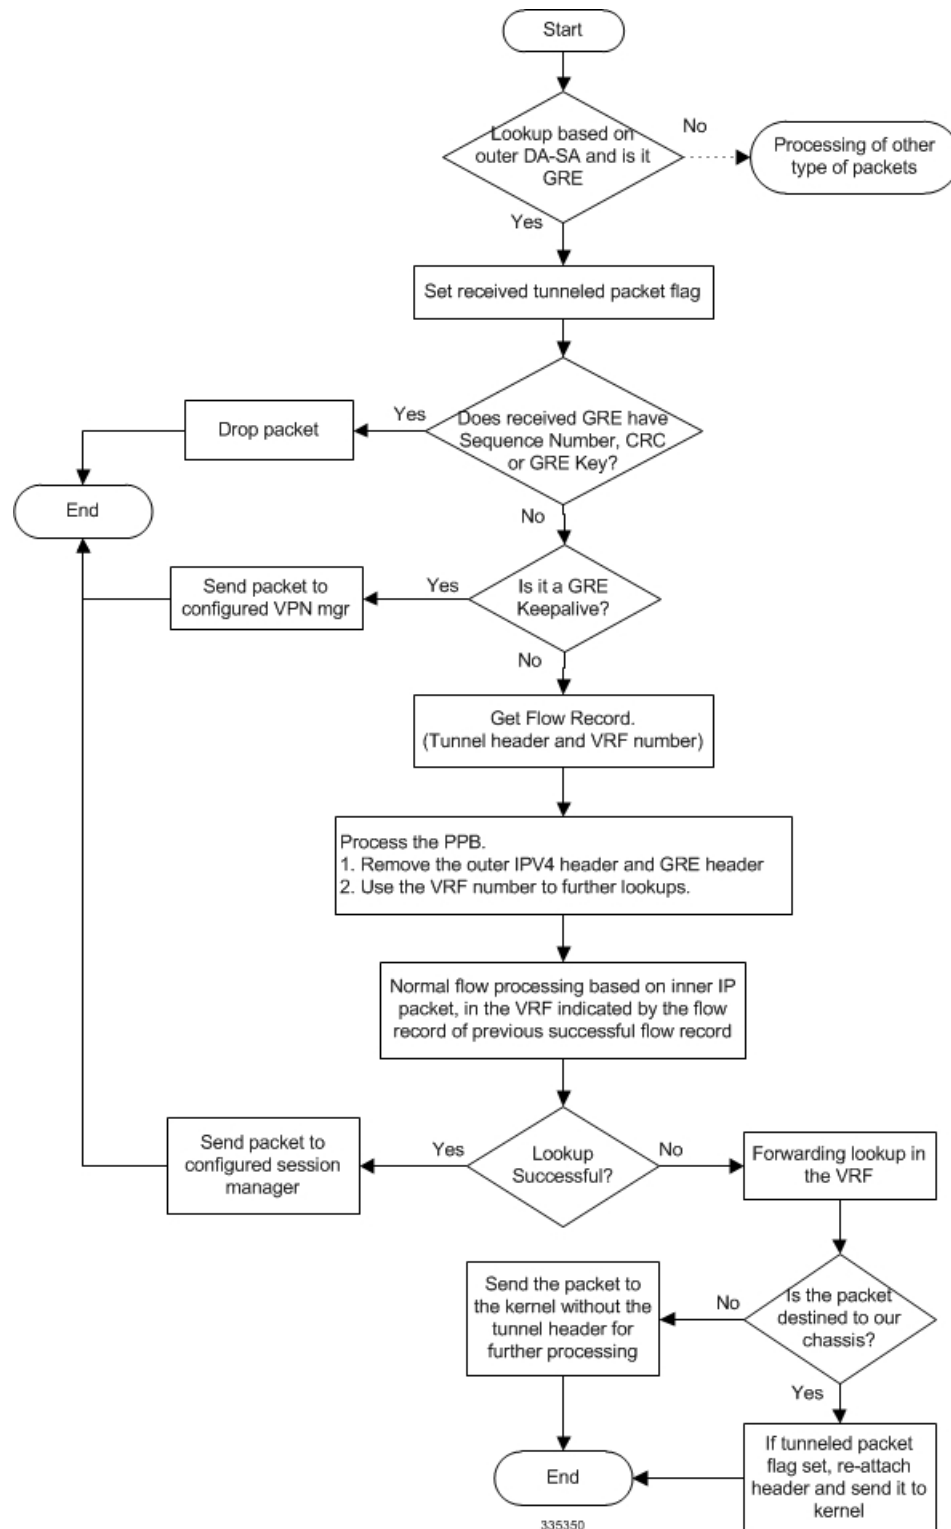 Start
Lookup based on
outer DA-SA and is it
GRE
No
Processing of other
type of packets
Yes
Set received tunneled packet flag
Does received GRE have
Sequence Number, CRC
or GRE Key?
Yes
Drop packet
End
No
Is it a GRE
Keepalive?
Yes
Send packet to
configured VPN mgr
No
Get Flow Record.
(Tunnel header and VRF number)
Process the PPB.
1. Remove the outer IPV4 header and GRE header
2. Use the VRF number to further lookups.
Normal flow processing based on inner IP
packet, in the VRF indicated by the flow
record of previous successful flow record
Lookup
Successful?
Yes
Send packet to
configured session
manager
No
Forwarding lookup in
the VRF
Is the packet
destined to our
chassis?
No
Send the packet to
the kernel without the
tunnel header for
further processing
Yes
If tunneled packet
flag set, re-attach
header and send it to
kernel
End
335350